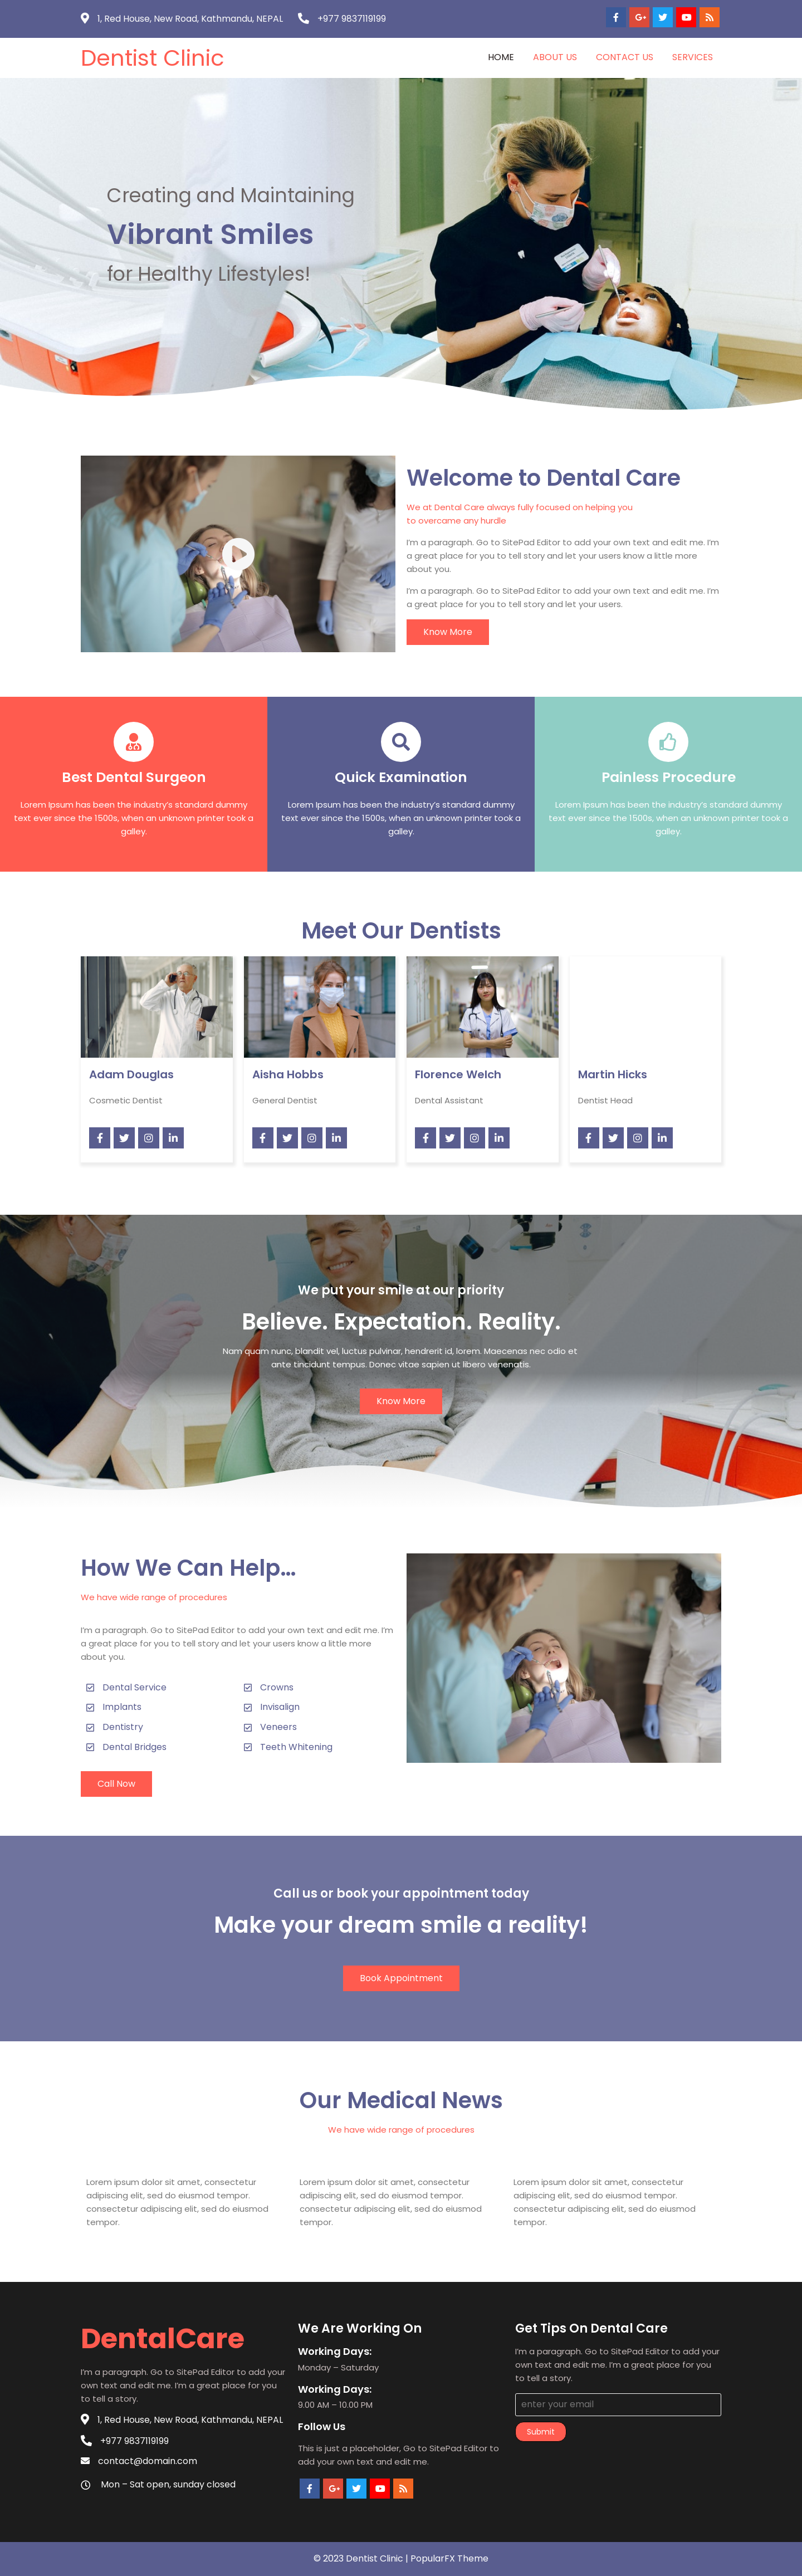 1, Red House, New Road, Kathmandu, NEPAL +977 9837119199
Dentist Clinic
HOME ABOUT US CONTACT US SERVICES
Creating and Maintaining
Vibrant Smiles
for Healthy Lifestyles!
Welcome to Dental Care
We at Dental Care always fully focused on helping you
to overcame any hurdle
I’m a paragraph. Go to SitePad Editor to add your own text and edit me. I’m
a great place for you to tell story and let your users know a little more
about you.
I’m a paragraph. Go to SitePad Editor to add your own text and edit me. I’m
a great place for you to tell story and let your users.
Know More
Best Dental Surgeon
Lorem Ipsum has been the industry’s standard dummy
text ever since the 1500s, when an unknown printer took a
galley.
Quick Examination
Lorem Ipsum has been the industry’s standard dummy
text ever since the 1500s, when an unknown printer took a
galley.
Painless Procedure
Lorem Ipsum has been the industry’s standard dummy
text ever since the 1500s, when an unknown printer took a
galley.
Meet Our Dentists
Adam Douglas
Cosmetic Dentist
Aisha Hobbs
General Dentist
Florence Welch
Dental Assistant
Martin Hicks
Dentist Head
We put your smile at our priority
Believe. Expectation. Reality.
Nam quam nunc, blandit vel, luctus pulvinar, hendrerit id, lorem. Maecenas nec odio et
ante tincidunt tempus. Donec vitae sapien ut libero venenatis.
Know More
How We Can Help...
We have wide range of procedures
I’m a paragraph. Go to SitePad Editor to add your own text and edit me. I’m
a great place for you to tell story and let your users know a little more
about you.
Dental Service
Implants
Dentistry
Dental Bridges
Crowns
Invisalign
Veneers
Teeth Whitening
Call Now
Call us or book your appointment today
Make your dream smile a reality!
Book Appointment
Our Medical News
We have wide range of procedures
Lorem ipsum dolor sit amet, consectetur
adipiscing elit, sed do eiusmod tempor.
consectetur adipiscing elit, sed do eiusmod
tempor.
Lorem ipsum dolor sit amet, consectetur
adipiscing elit, sed do eiusmod tempor.
consectetur adipiscing elit, sed do eiusmod
tempor.
Lorem ipsum dolor sit amet, consectetur
adipiscing elit, sed do eiusmod tempor.
consectetur adipiscing elit, sed do eiusmod
tempor.
DentalCare
I’m a paragraph. Go to SitePad Editor to add your
own text and edit me. I’m a great place for you
to tell a story.
1, Red House, New Road, Kathmandu, NEPAL
+977 9837119199
contact@domain.com
Mon – Sat open, sunday closed
We Are Working On
Working Days:
Monday – Saturday
Working Days:
9.00 AM – 10.00 PM
Follow Us
This is just a placeholder, Go to SitePad Editor to
add your own text and edit me.
Get Tips On Dental Care
I’m a paragraph. Go to SitePad Editor to add your
own text and edit me. I’m a great place for you
to tell a story.
enter your email
Submit
© 2023 Dentist Clinic | PopularFX Theme